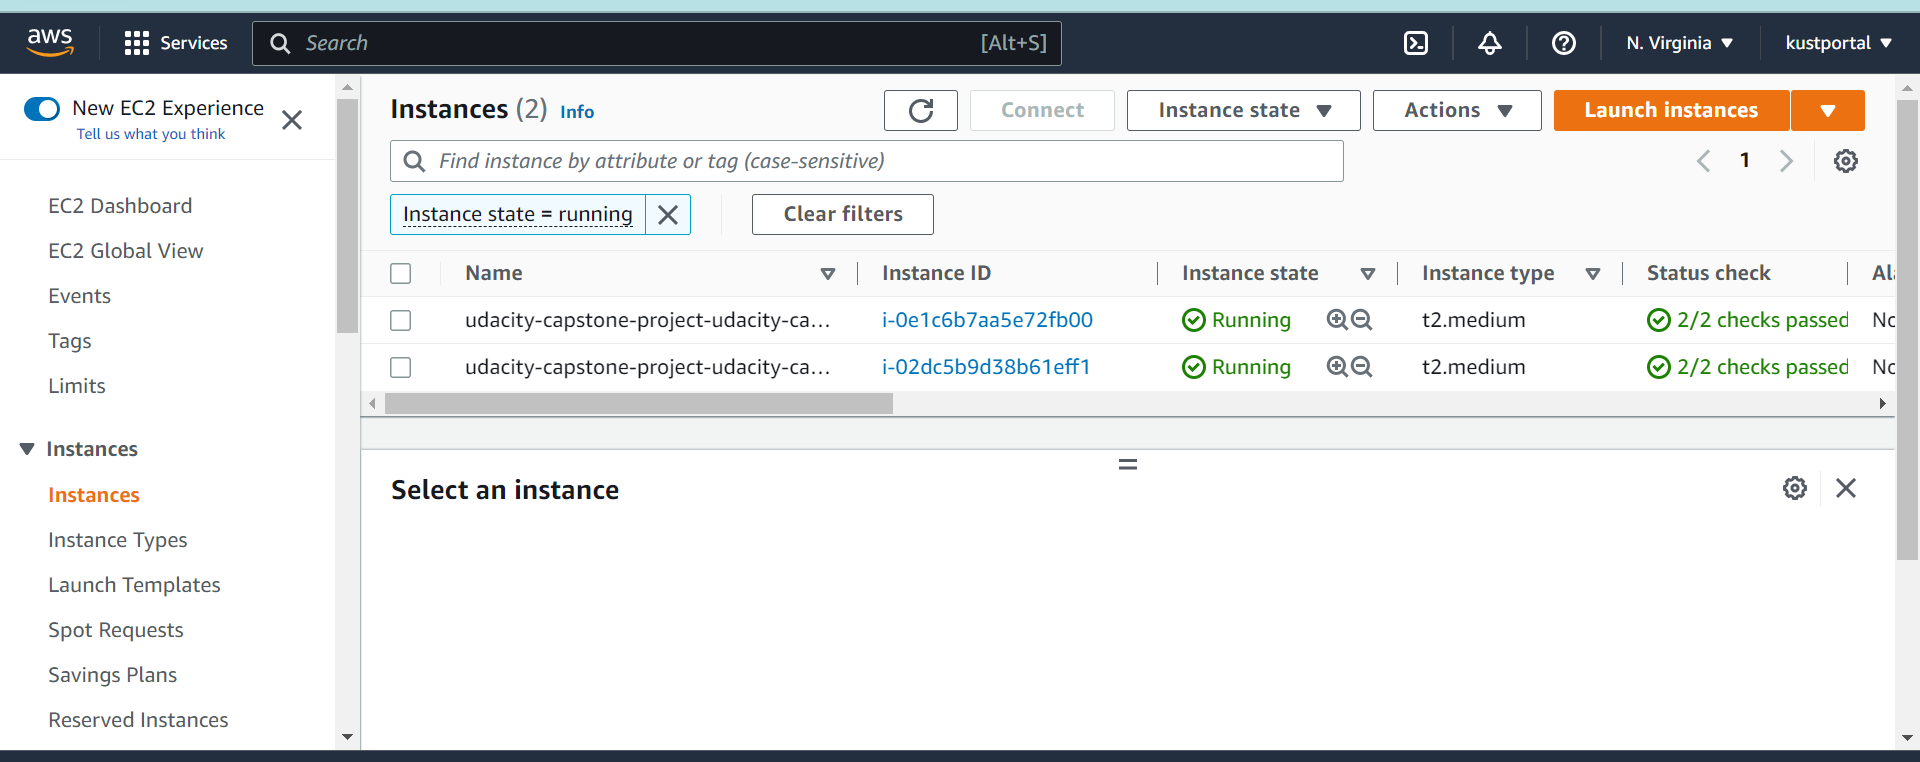 aws
Services
Search
[Alt+S]
N. Virginia
kustportal
New EC2 Experience
Tell us what you think
EC2 Dashboard
EC2 Global View
Events
Tags
Limits
Instances
Instances
Instance Types
Launch Templates
Spot Requests
Savings Plans
Reserved Instances
Instances (2) Info
Connect
Instance state
Actions
Launch instances
Find instance by attribute or tag (case-sensitive)
1
Instance state = running
Clear filters
Name Instance ID Instance state Instance type Status check
udacity-capstone-project-udacity-ca... i-0e1c6b7aa5e72fb00 Running t2.medium 2/2 checks passed No
udacity-capstone-project-udacity-ca... i-02dc5b9d38b61eff1 Running t2.medium 2/2 checks passed No
Select an instance